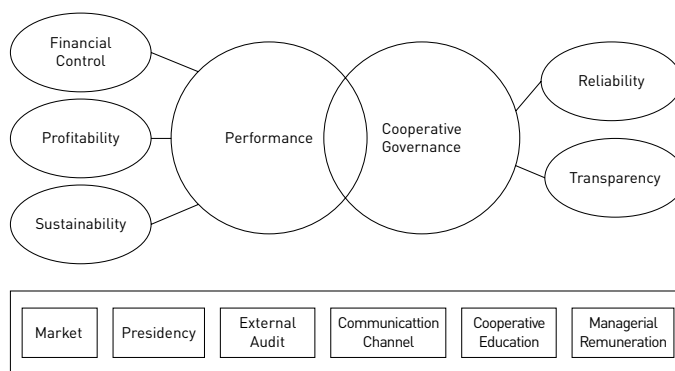 Financial
Control
Profitability
Sustainability
Performance
Cooperative
Governance
Reliability
Transparency
Market
Presidency
External
Audit
Communicattion
Channel
Cooperative
Education
Managerial
Remuneration